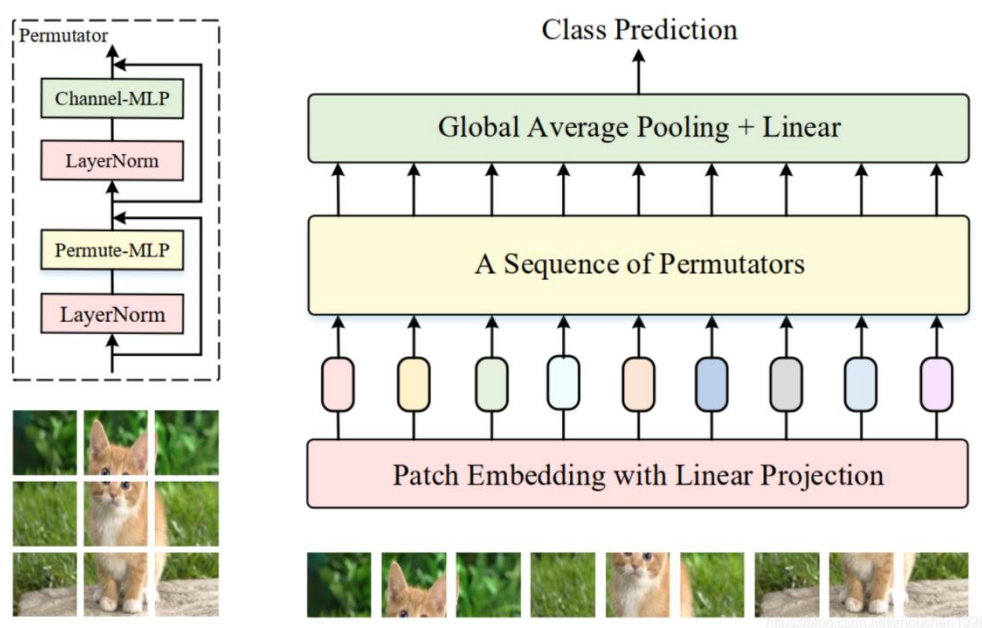 Permutator
Channel-MLP
LayerNorm
Permute-MLP
LayerNorm
Class Prediction
Global Average Pooling + Linear
A Sequence of Permutators
Patch Embedding with Linear Projection